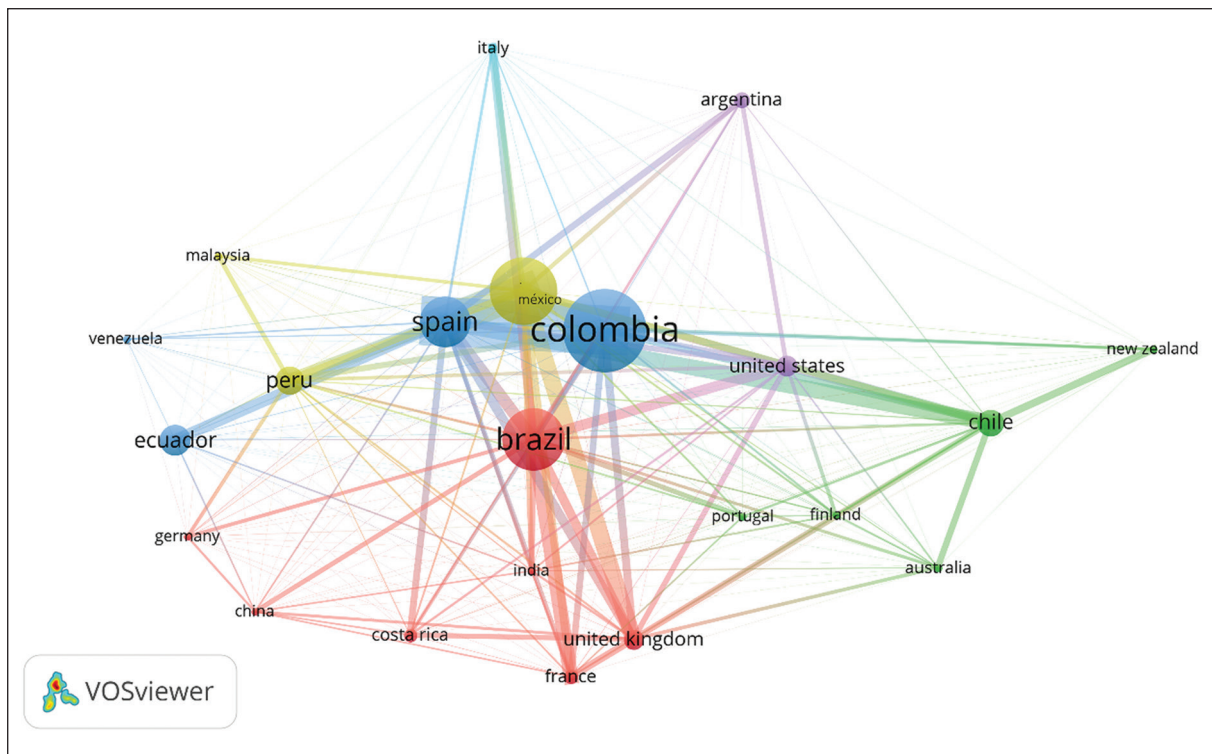 italy
argentina
malaysia
méxico
spain
colombia
venezuela
new zealand
peru
united states
ecuador
brazil
chile
germany
portugal
finland
india
australia
china
costa rica
united kingdom
france
VOSviewer